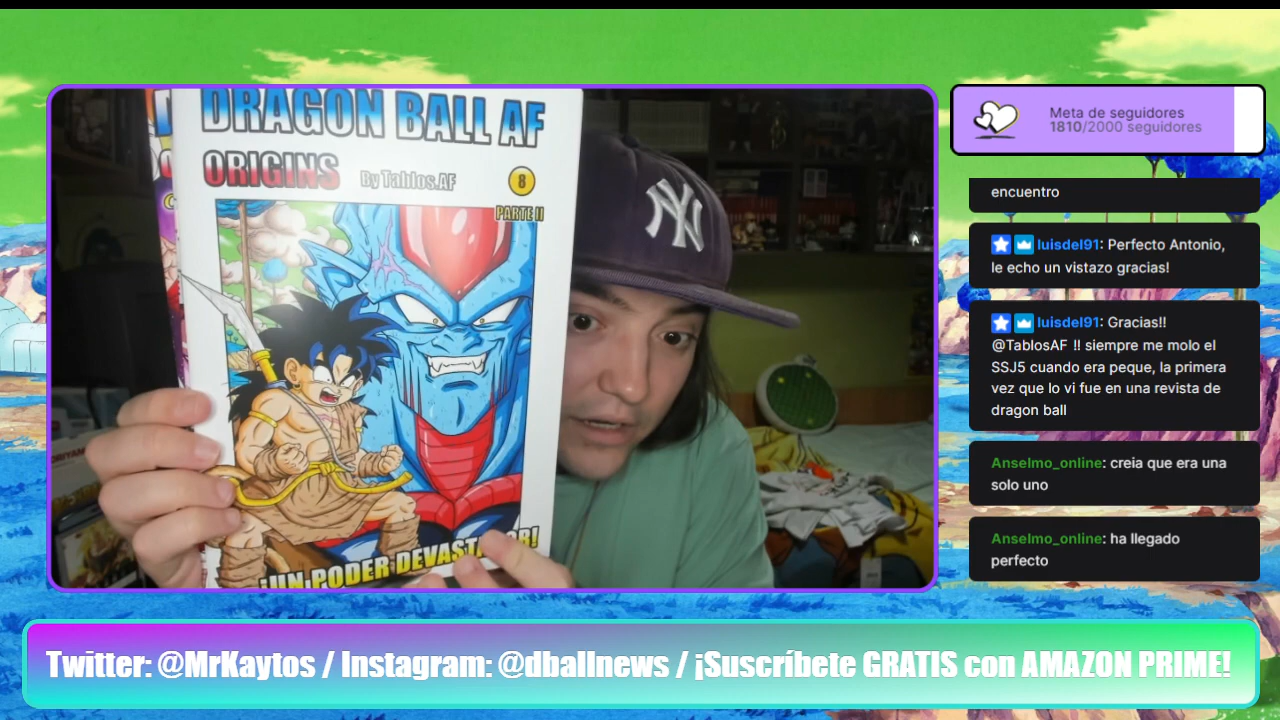 DRAGON BALL AF
ORIGINS
By Tablos.AF
8
PARTE II
NY
¡UN PODER DEVASTADOR!
Meta de seguidores
1810/2000 seguidores
encuentro
luisdel91: Perfecto Antonio,
le echo un vistazo gracias!
luisdel91: Gracias!!
@TablosAF !! siempre me molo el
SSJ5 cuando era peque, la primera
vez que lo vi fue en una revista de
dragon ball
Anselmo_online: creia que era una
solo uno
Anselmo_online: ha llegado
perfecto
Twitter: @MrKaytos / Instagram: @dballnews / ¡Suscríbete GRATIS con AMAZON PRIME!